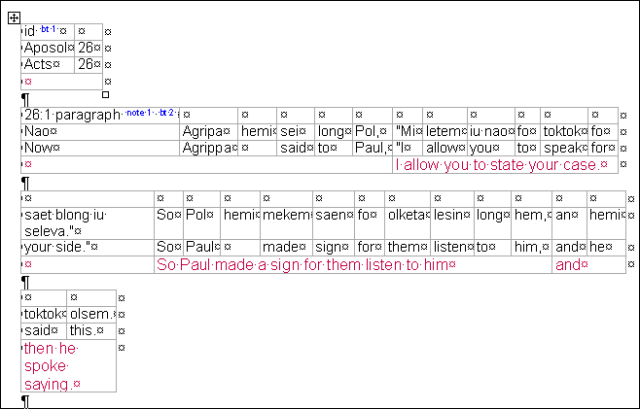 id · bt·1 ·¤ ¤ ¤
Aposol¤ 26¤ ¤
Acts¤ 26¤ ¤
¤ ¤
¶
26:1·paragraph · note·1·.·bt·2 · ¤ ¤ ¤ ¤ ¤ ¤ ¤ ¤ ¤ ¤ ¤ ¤
Nao¤ Agripa¤ hemi¤ sei¤ long¤ Pol,¤ "Mi¤ letem¤ iu·nao¤ fo¤ toktok¤ fo¤ ¤
Now¤ Agrippa¤ ¤ said¤ to¤ Paul,¤ "I¤ allow¤ you¤ to¤ speak¤ for¤ ¤
¤ I·allow·you·to·state·your·case.¤ ¤
¶
¤ ¤ ¤ ¤ ¤ ¤ ¤ ¤ ¤ ¤ ¤ ¤ ¤ ¤
saet·blong·iu· So¤ Pol¤ hemi¤ mekem¤ saen¤ fo¤ olketa¤ lesin¤ long¤ hem,¤ an¤ hemi¤ ¤
seleva."¤
your·side."¤ So¤ Paul¤ ¤ made¤ sign¤ for¤ them¤ listen¤ to¤ him,¤ and¤ he¤ ¤
¤ So·Paul·made·a·sign·for·them·listen·to·him¤ and¤ ¤
¶
¤ ¤ ¤
toktok¤ olsem.¤ ¤
said¤ this.¤ ¤
then·he· ¤
spoke·
saying.¤
¶